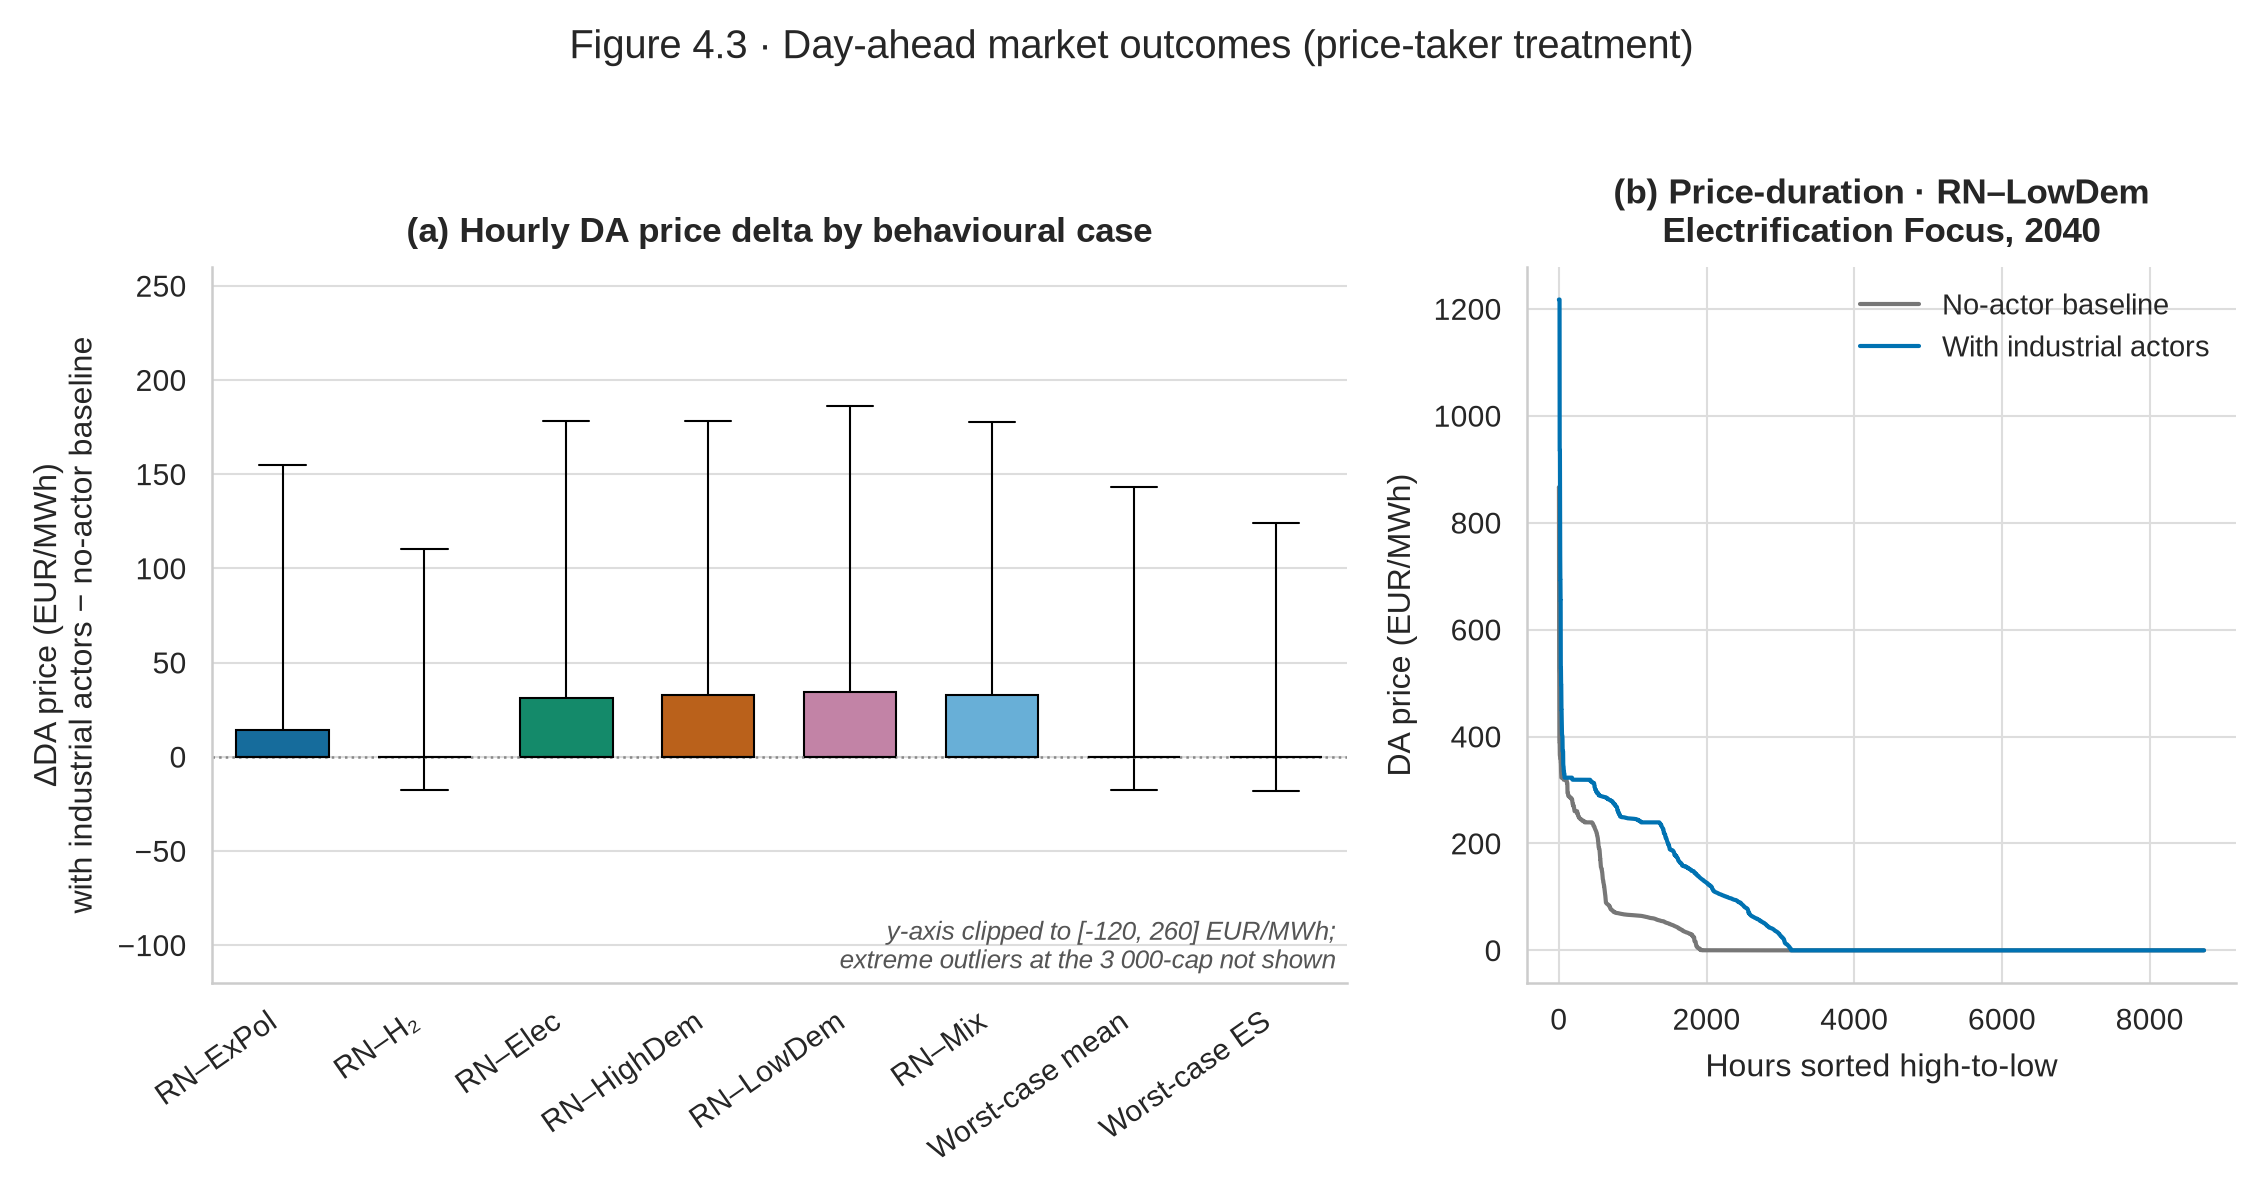 Figure 4.3 · Day-ahead market outcomes (price-taker treatment)
(a) Hourly DA price delta by behavioural case
ΔDA price (EUR/MWh)
with industrial actors − no-actor baseline
250
200
150
100
50
0
−50
−100
y-axis clipped to [-120, 260] EUR/MWh;
extreme outliers at the 3 000-cap not shown
RN–ExPol
RN–H₂
RN–Elec
RN–HighDem
RN–LowDem
RN–Mix
Worst-case mean
Worst-case ES
(b) Price-duration · RN–LowDem
Electrification Focus, 2040
No-actor baseline
With industrial actors
DA price (EUR/MWh)
1200
1000
800
600
400
200
0
0
2000
4000
6000
8000
Hours sorted high-to-low